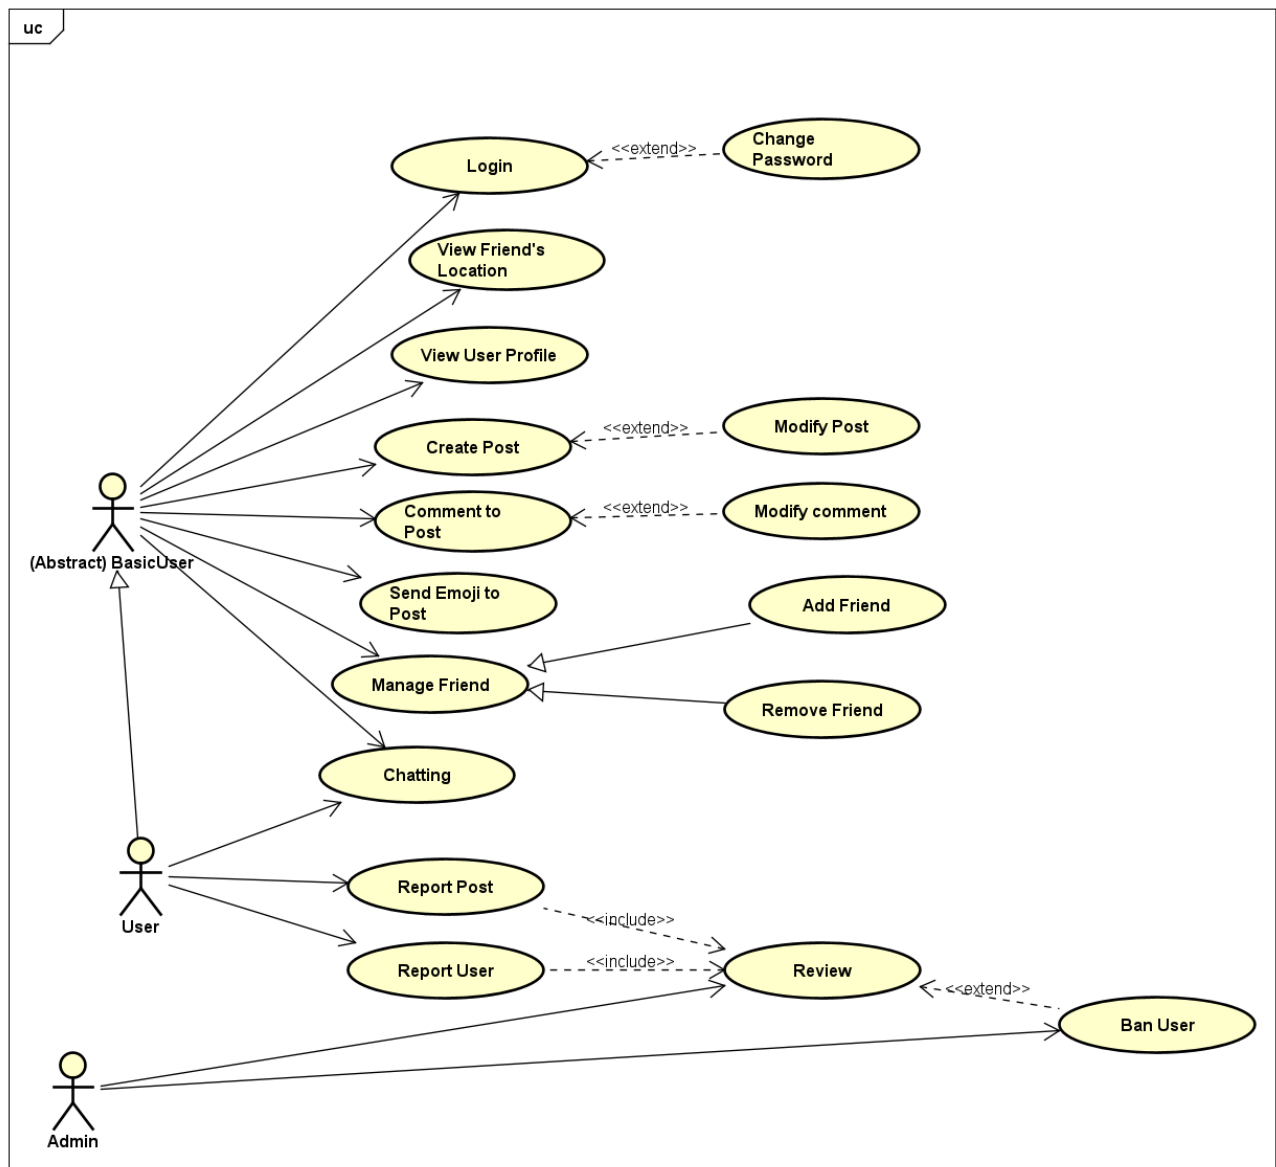 uc
Login
<<extend>>
Change
Password
View Friend's
Location
View User Profile
Create Post
<<extend>>
Modify Post
Comment to
Post
<<extend>>
Modify comment
(Abstract) BasicUser
Send Emoji to
Post
Add Friend
Manage Friend
Remove Friend
Chatting
User
Report Post
<<include>>
Report User
<<include>>
Review
<<extend>>
Ban User
Admin